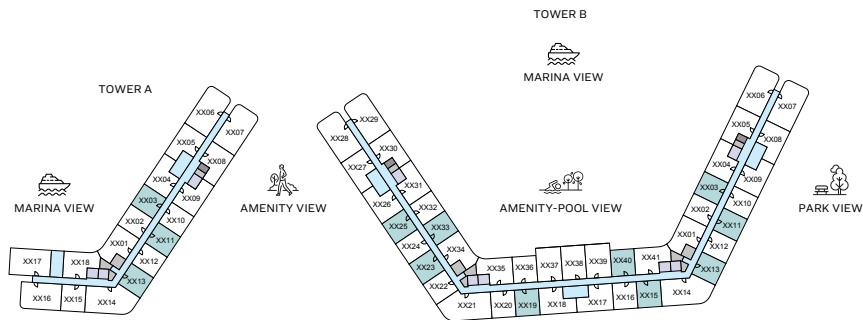 TOWER B
MARINA VIEW
TOWER A
MARINA VIEW
AMENITY VIEW
AMENITY-POOL VIEW
PARK VIEW
XX06
XX07
XX05
XX08
XX04
XX09
XX03
XX10
XX02
XX11
XX01
XX12
XX13
XX17
XX18
XX16
XX15
XX14
XX29
XX28
XX30
XX27
XX31
XX26
XX32
XX25
XX33
XX24
XX34
XX23
XX22
XX21
XX35
XX36
XX37
XX38
XX39
XX40
XX41
XX20
XX19
XX18
XX17
XX16
XX15
XX14
XX06
XX07
XX05
XX08
XX04
XX09
XX03
XX10
XX02
XX11
XX01
XX12
XX13